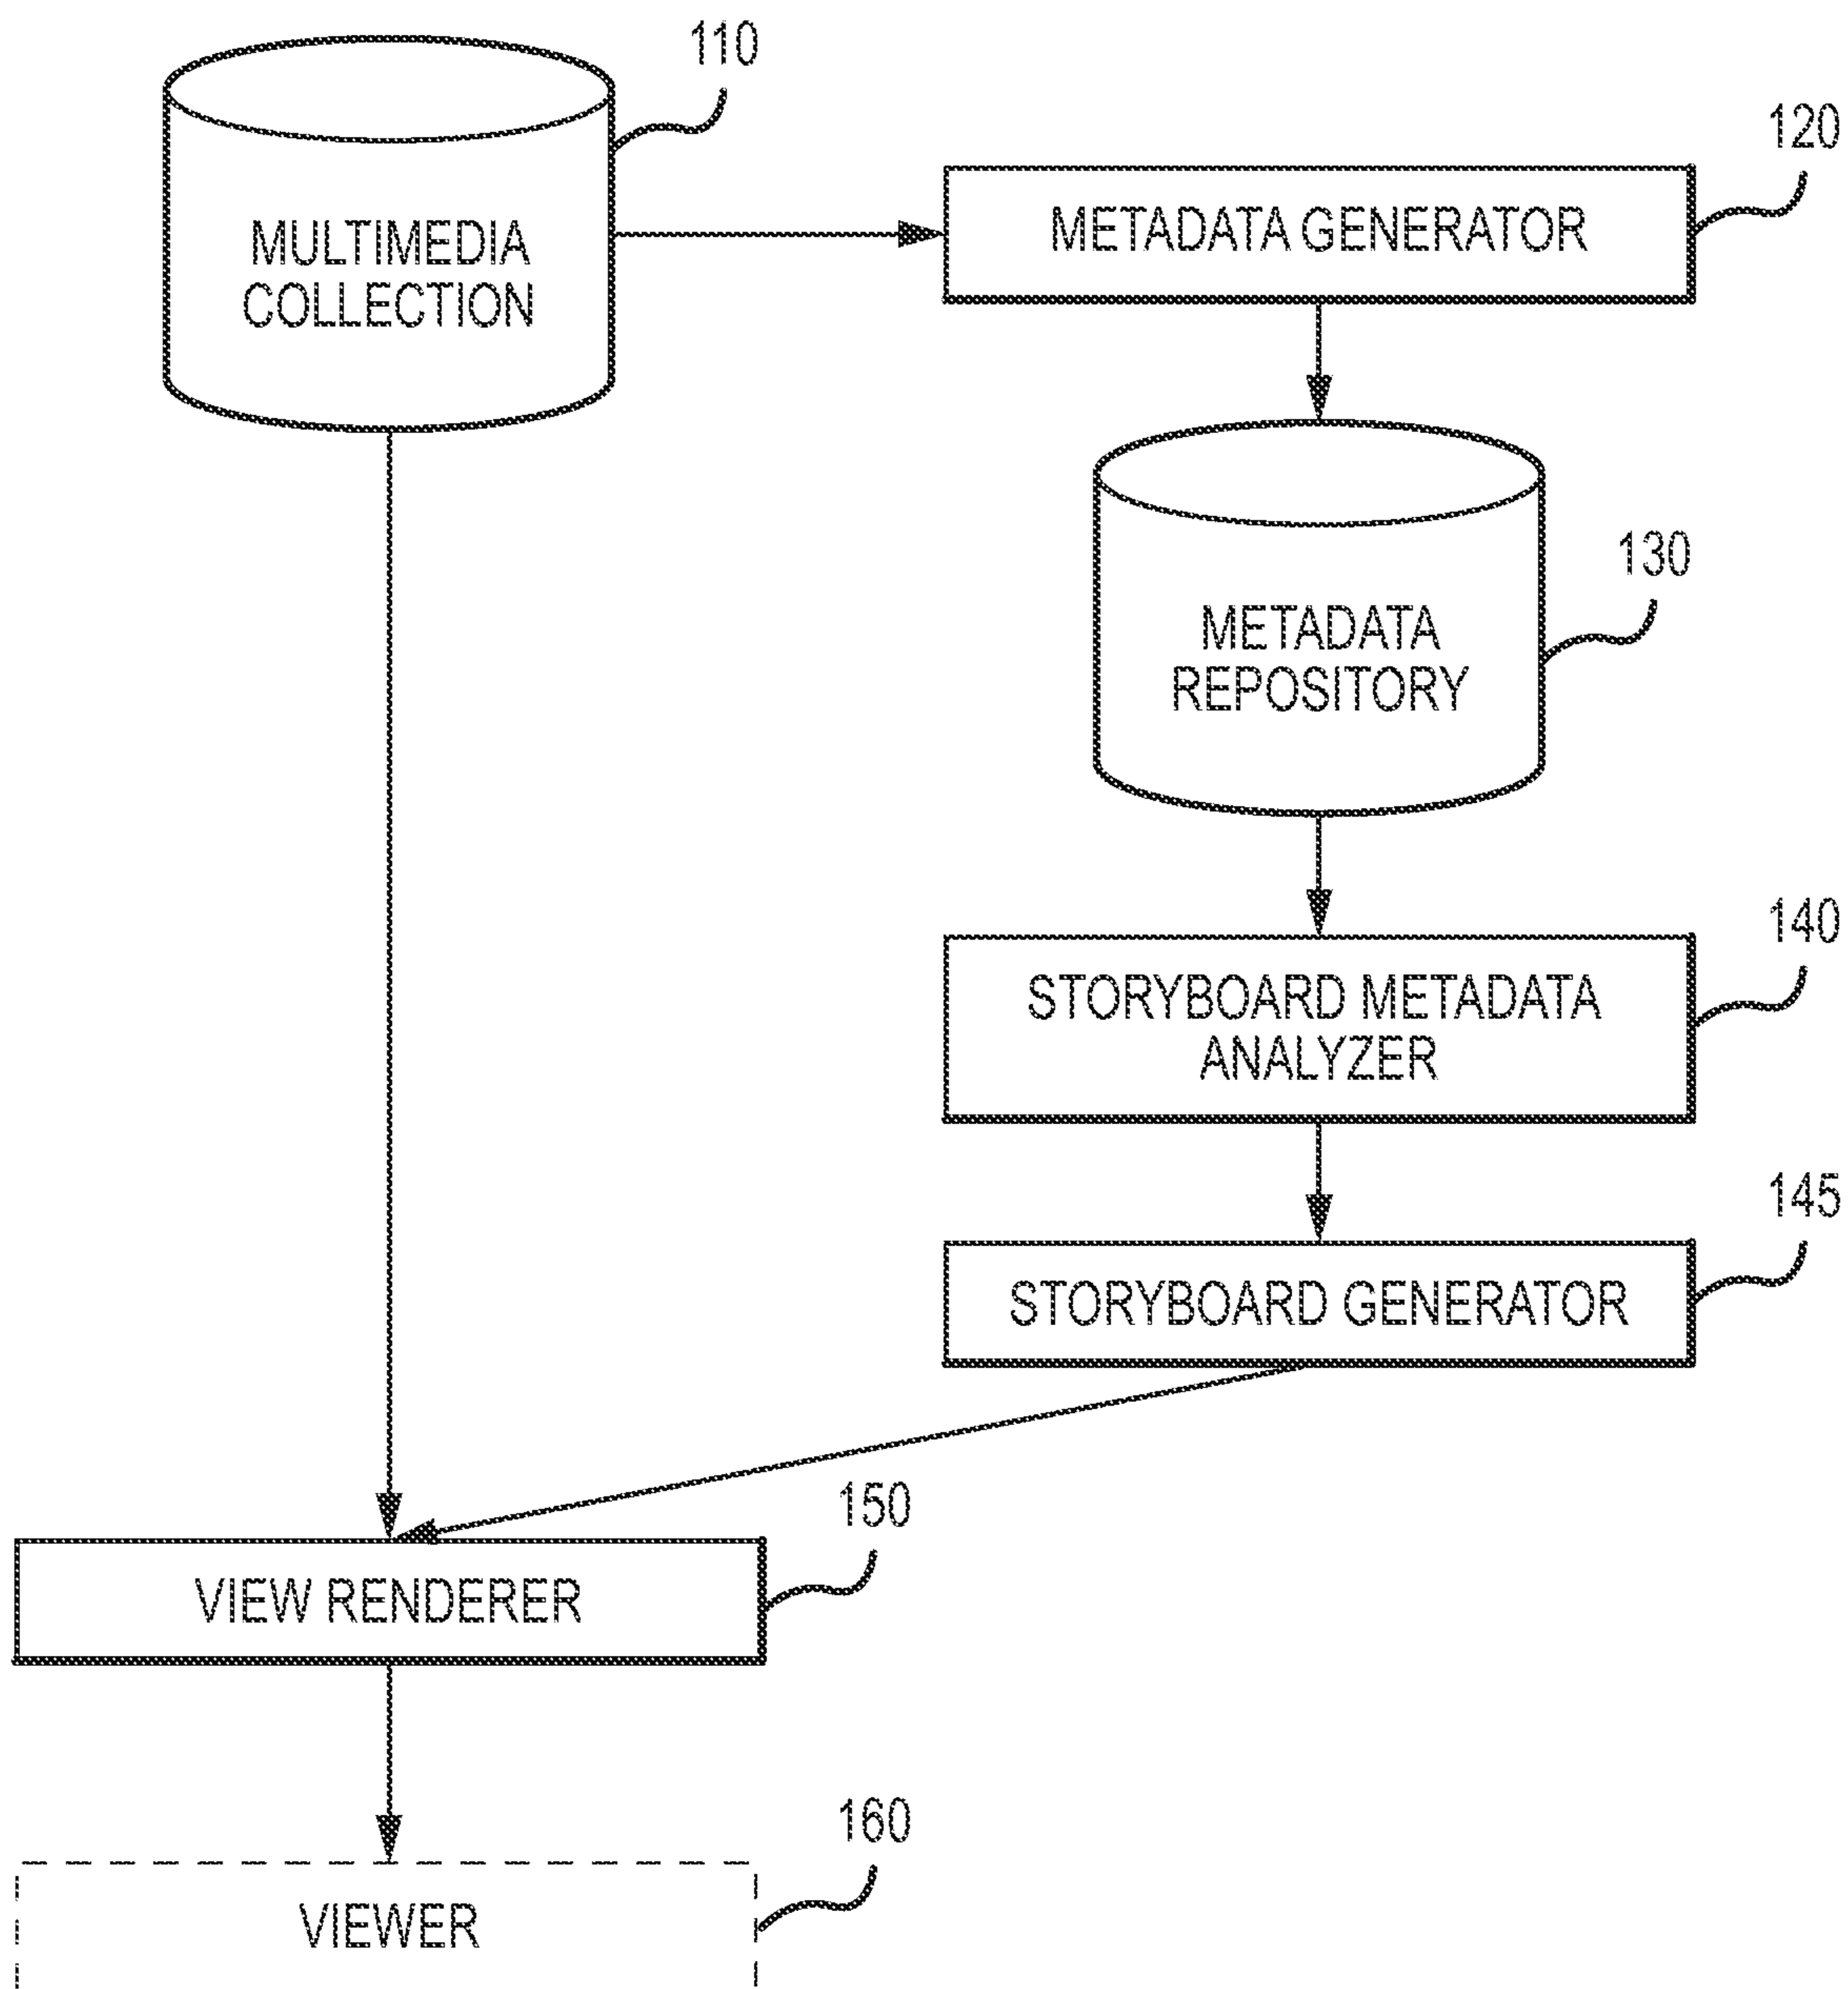 110
MULTIMEDIA
COLLECTION
120
METADATA GENERATOR
130
METADATA
REPOSITORY
140
STORYBOARD METADATA
ANALYZER
145
STORYBOARD GENERATOR
150
VIEW RENDERER
160
VIEWER